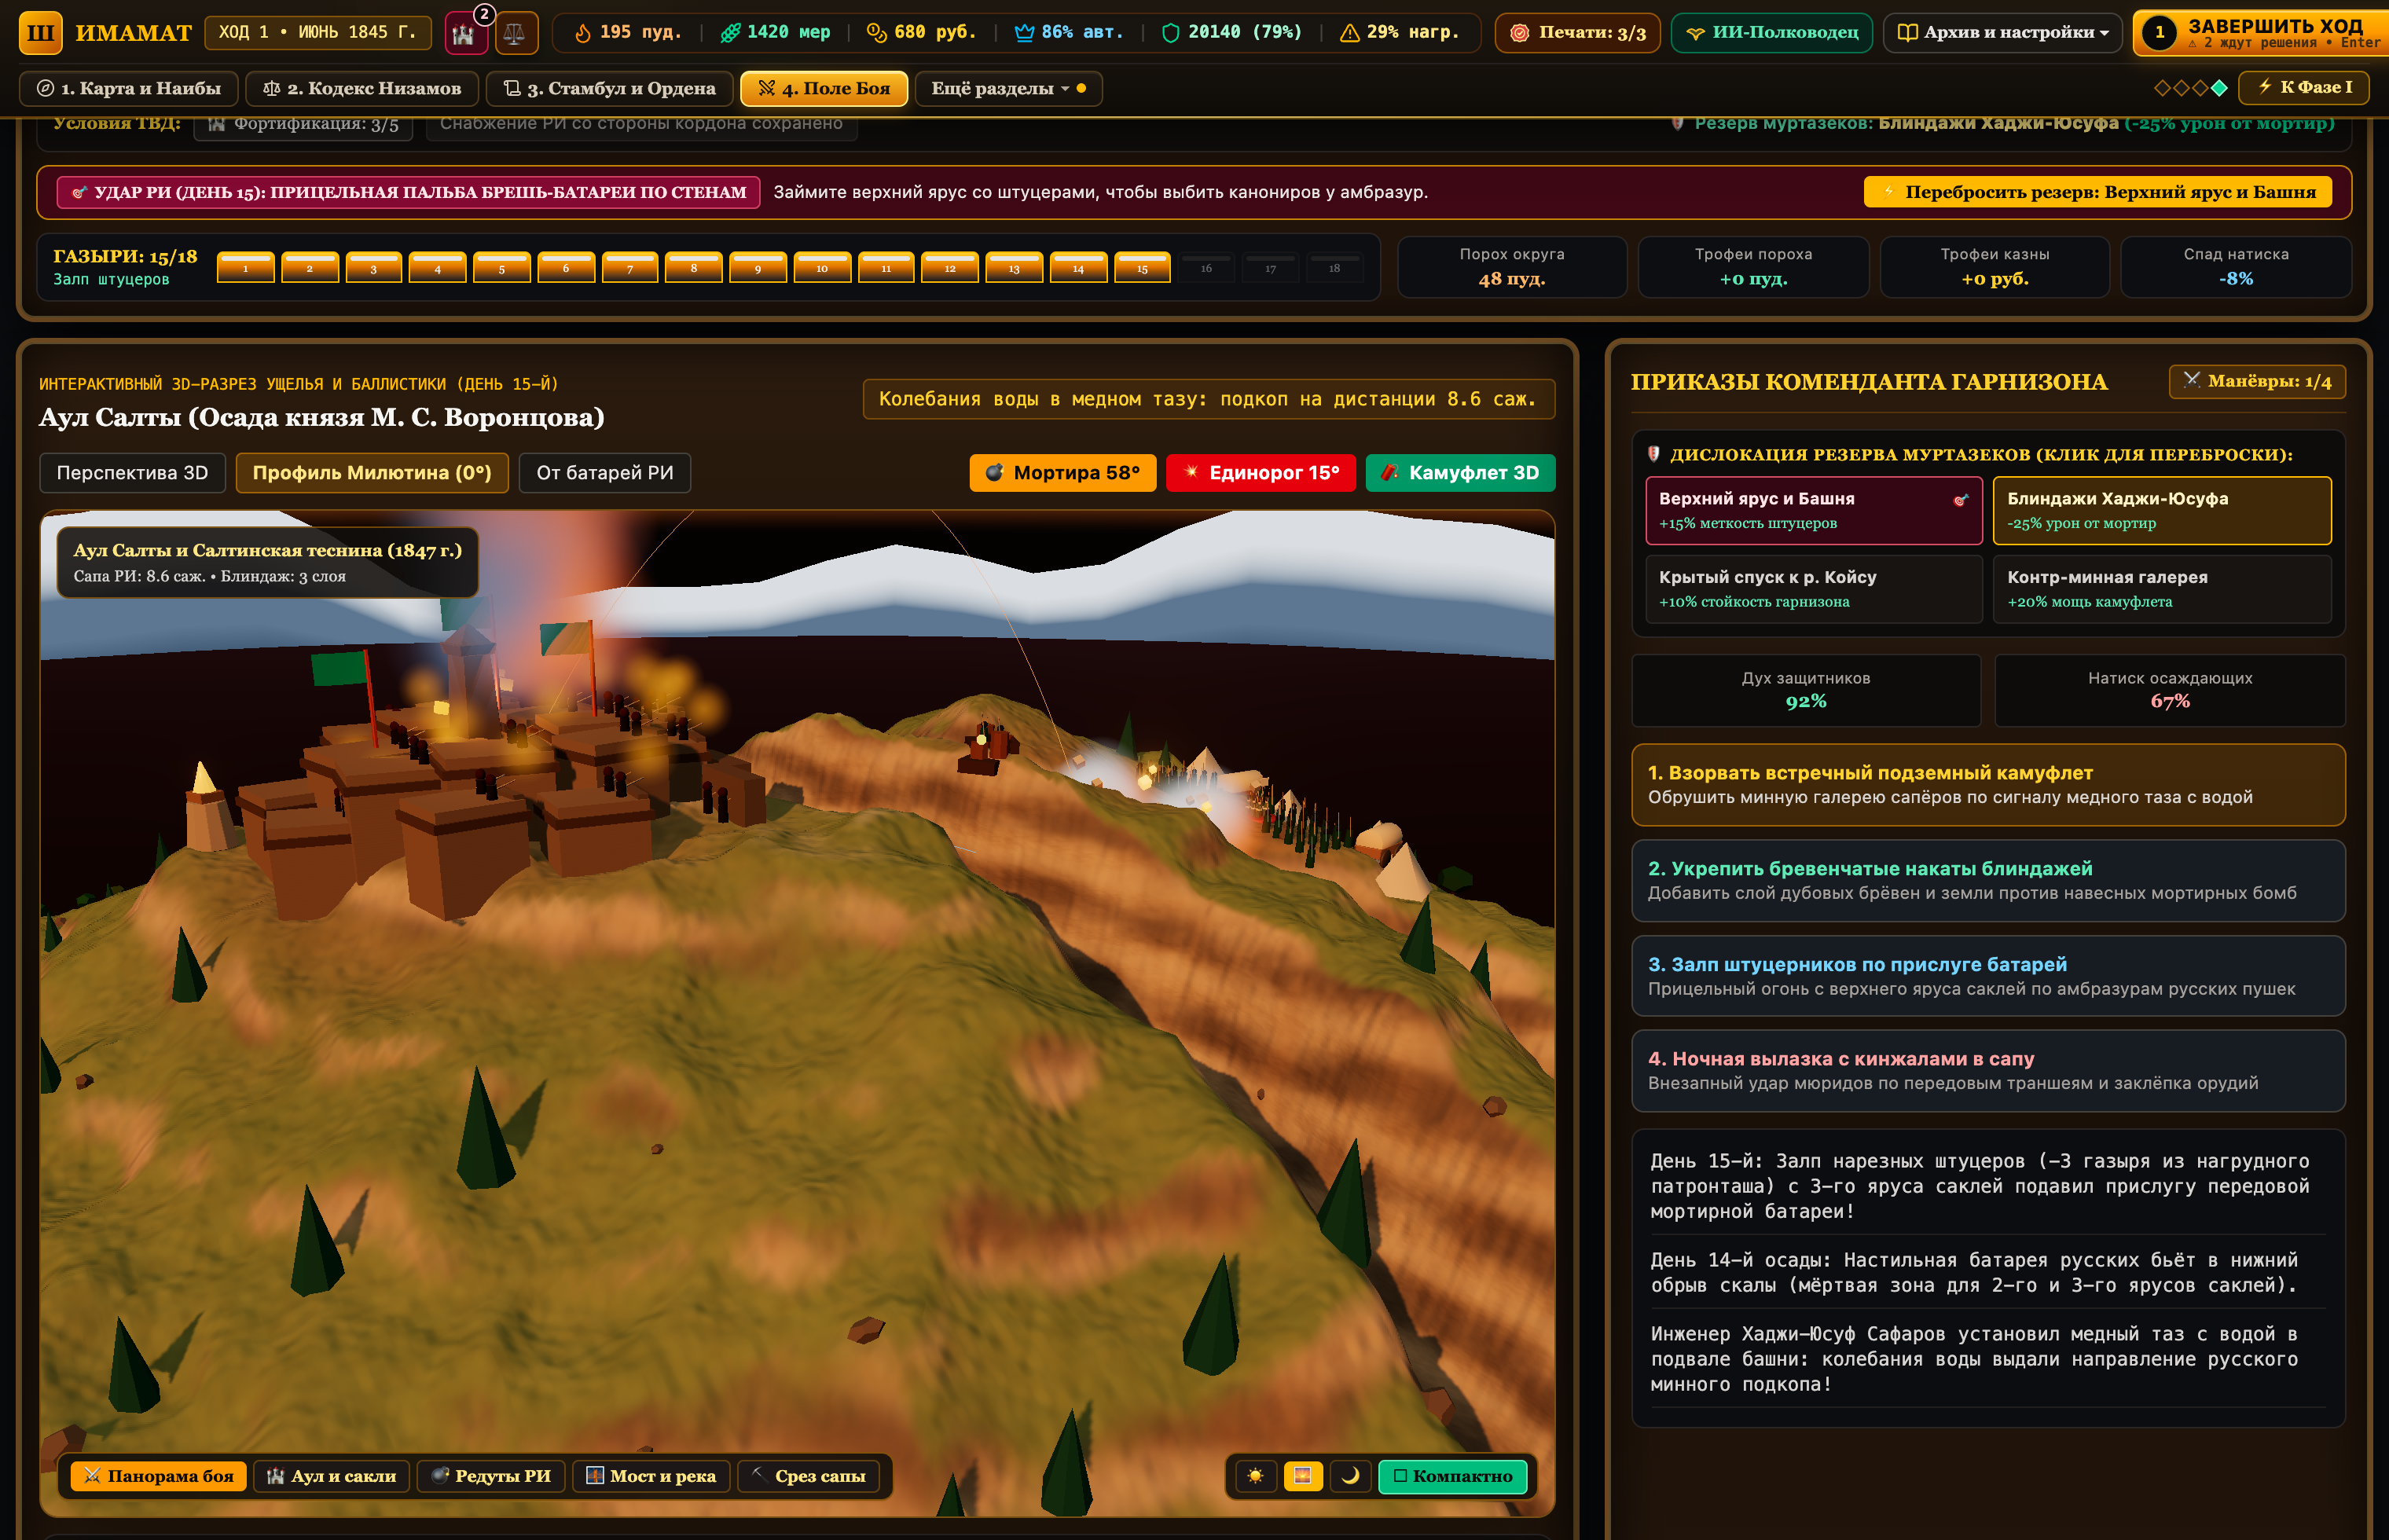 Ш ИМАМАТ ХОД 1 • ИЮНЬ 1845 Г. 2 195 пуд. 1420 мер 680 руб. 86% авт. 20140 (79%) 29% нагр. Печати: 3/3 ИИ-Полководец Архив и настройки 1 ЗАВЕРШИТЬ ХОД
⚠ 2 ждут решения • Enter
1. Карта и Наибы 2. Кодекс Низамов 3. Стамбул и Ордена 4. Поле Боя Ещё разделы К Фазе I
Условия ТВД: Фортификация: 3/5 Снабжение РИ со стороны кордона сохранено Резерв муртазеков: Блиндажи Хаджи-Юсуфа (-25% урон от мортир)
УДАР РИ (ДЕНЬ 15): ПРИЦЕЛЬНАЯ ПАЛЬБА БРЕШЬ-БАТАРЕИ ПО СТЕНАМ Займите верхний ярус со штуцерами, чтобы выбить канониров у амбразур. Перебросить резерв: Верхний ярус и Башня
ГАЗЫРИ: 15/18
Залп штуцеров
1 2 3 4 5 6 7 8 9 10 11 12 13 14 15 16 17 18
Порох округа
48 пуд.
Трофеи пороха
+0 пуд.
Трофеи казны
+0 руб.
Спад натиска
-8%
ИНТЕРАКТИВНЫЙ 3D-РАЗРЕЗ УЩЕЛЬЯ И БАЛЛИСТИКИ (ДЕНЬ 15-Й)
Аул Салты (Осада князя М. С. Воронцова)
Колебания воды в медном тазу: подкоп на дистанции 8.6 саж.
Перспектива 3D Профиль Милютина (0°) От батарей РИ Мортира 58° Единорог 15° Камуфлет 3D
Аул Салты и Салтинская теснина (1847 г.)
Сапа РИ: 8.6 саж. • Блиндаж: 3 слоя
Панорама боя Аул и сакли Редуты РИ Мост и река Срез сапы Компактно
ПРИКАЗЫ КОМЕНДАНТА ГАРНИЗОНА Манёвры: 1/4
ДИСЛОКАЦИЯ РЕЗЕРВА МУРТАЗЕКОВ (КЛИК ДЛЯ ПЕРЕБРОСКИ):
Верхний ярус и Башня
+15% меткость штуцеров
Блиндажи Хаджи-Юсуфа
-25% урон от мортир
Крытый спуск к р. Койсу
+10% стойкость гарнизона
Контр-минная галерея
+20% мощь камуфлета
Дух защитников
92%
Натиск осаждающих
67%
1. Взорвать встречный подземный камуфлет
Обрушить минную галерею сапёров по сигналу медного таза с водой
2. Укрепить бревенчатые накаты блиндажей
Добавить слой дубовых брёвен и земли против навесных мортирных бомб
3. Залп штуцерников по прислуге батарей
Прицельный огонь с верхнего яруса саклей по амбразурам русских пушек
4. Ночная вылазка с кинжалами в сапу
Внезапный удар мюридов по передовым траншеям и заклёпка орудий
День 15-й: Залп нарезных штуцеров (-3 газыря из нагрудного
патронташа) с 3-го яруса саклей подавил прислугу передовой
мортирной батареи!
День 14-й осады: Настильная батарея русских бьёт в нижний
обрыв скалы (мёртвая зона для 2-го и 3-го ярусов саклей).
Инженер Хаджи-Юсуф Сафаров установил медный таз с водой в
подвале башни: колебания воды выдали направление русского
минного подкопа!